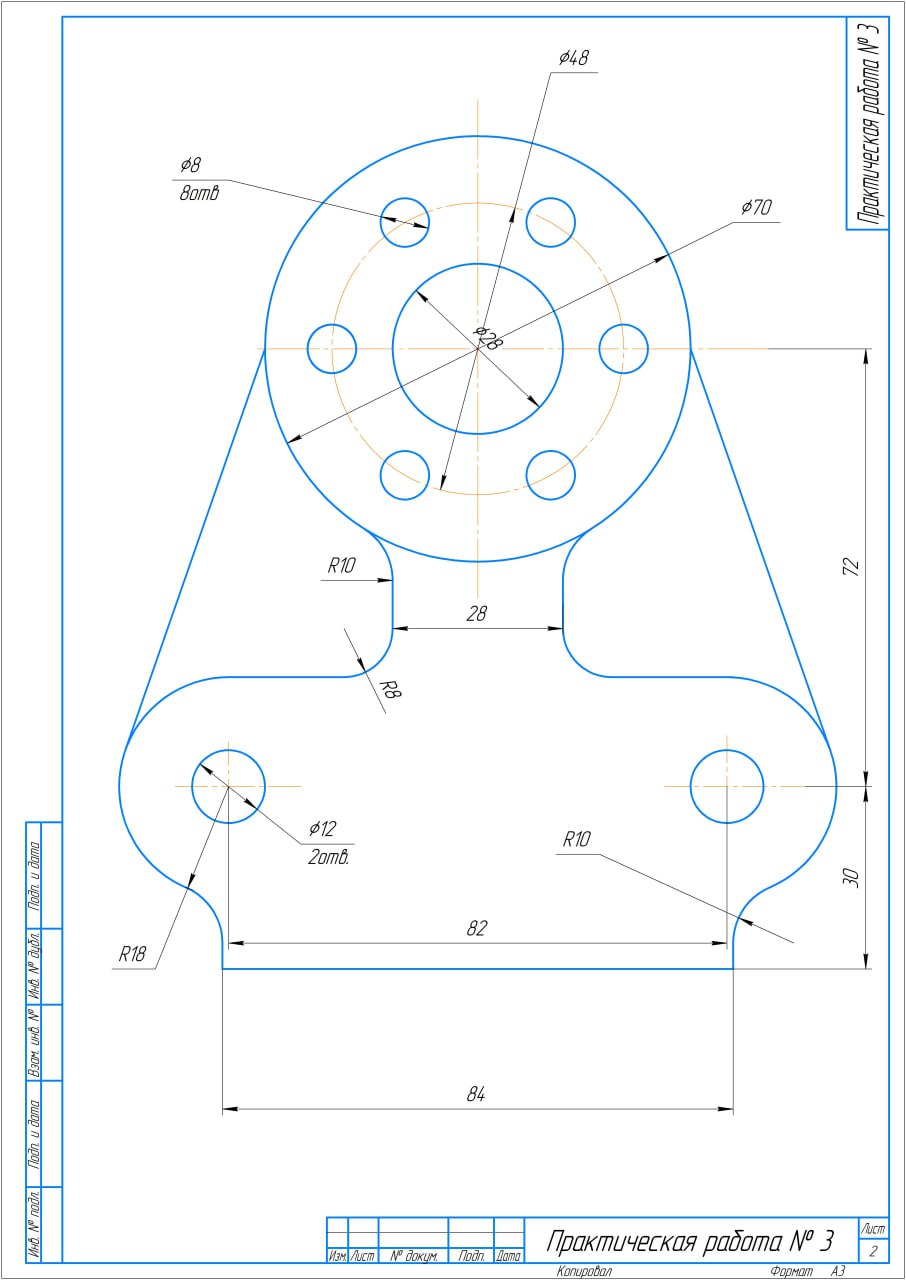 Практическая работа № 3
⌀48
⌀8
8отв
⌀70
⌀28
R10
28
72
R8
⌀12
2отв.
R10
30
82
R18
84
Подп. и дата
Инв. № дубл.
Взам. инв. №
Подп. и дата
Инв. № подл.
Изм. Лист № докум. Подп. Дата
Практическая работа № 3
Лист
2
Копировал Формат А3